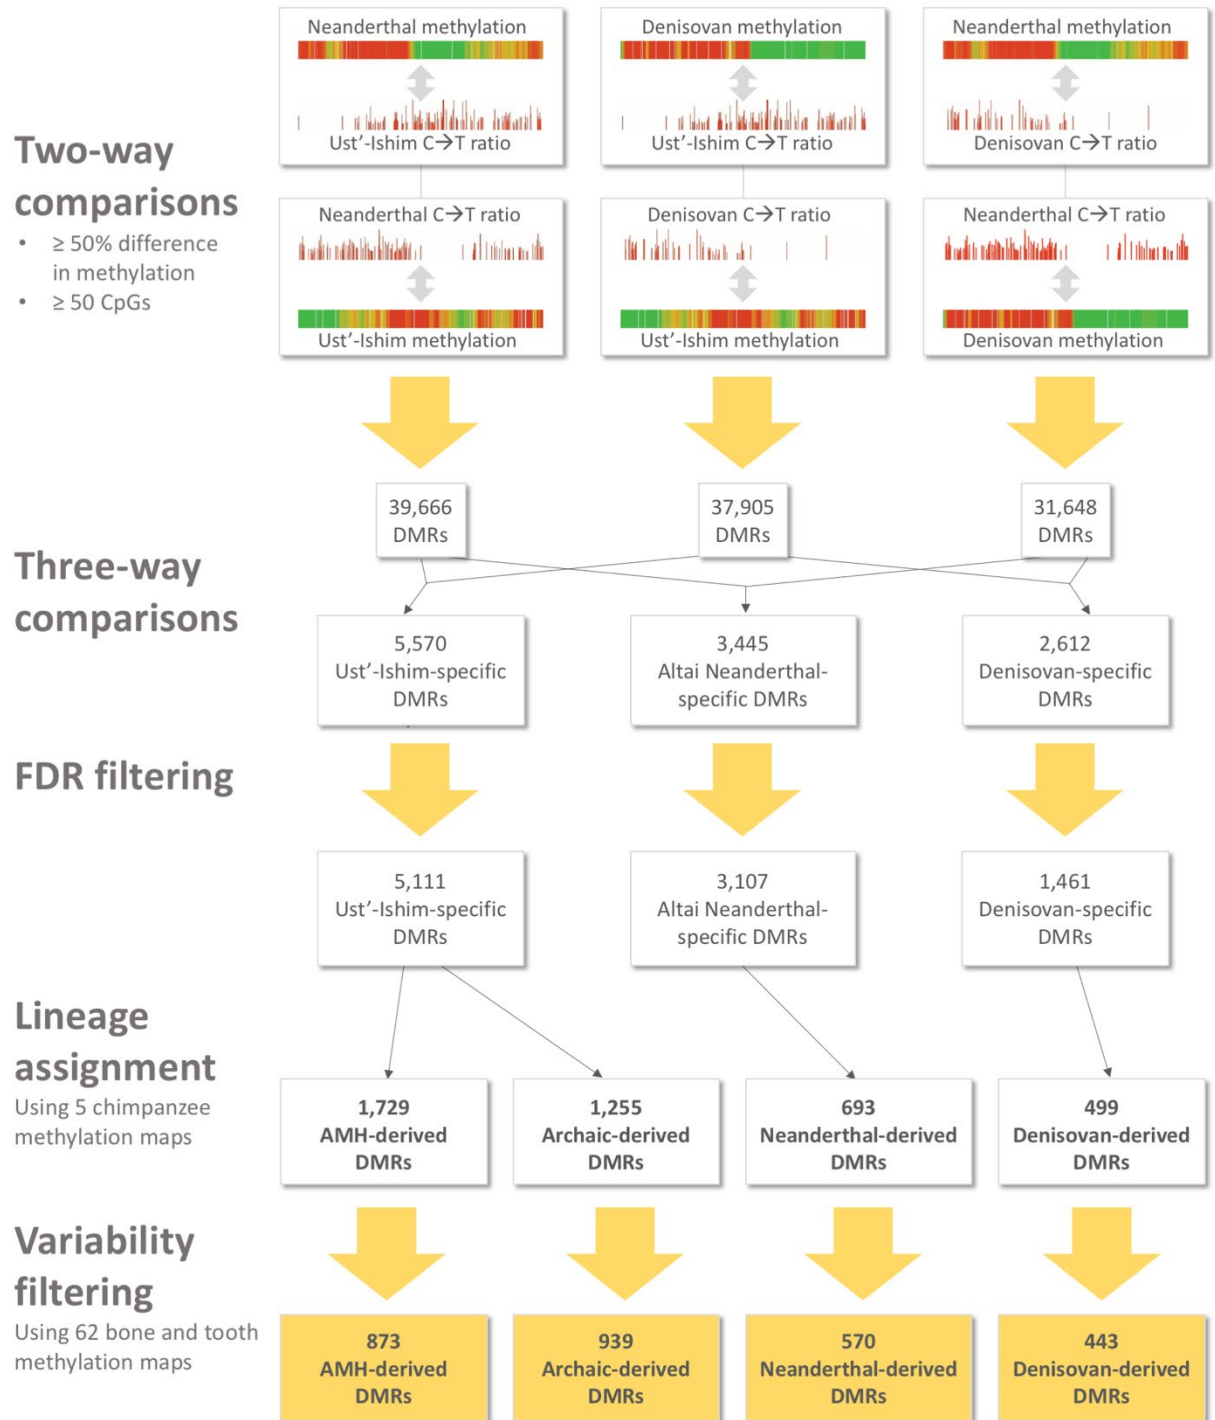 Neanderthal methylation
Ust’-Ishim C→T ratio
Denisovan methylation
Ust’-Ishim C→T ratio
Neanderthal methylation
Denisovan C→T ratio
Two-way
comparisons
• ≥ 50% difference
in methylation
• ≥ 50 CpGs
Neanderthal C→T ratio
Ust’-Ishim methylation
Denisovan C→T ratio
Ust’-Ishim methylation
Neanderthal C→T ratio
Denisovan methylation
39,666
DMRs
37,905
DMRs
31,648
DMRs
Three-way
comparisons
5,570
Ust’-Ishim-specific
DMRs
3,445
Altai Neanderthal-
specific DMRs
2,612
Denisovan-specific
DMRs
FDR filtering
5,111
Ust’-Ishim-specific
DMRs
3,107
Altai Neanderthal-
specific DMRs
1,461
Denisovan-specific
DMRs
Lineage
assignment
Using 5 chimpanzee
methylation maps
1,729
AMH-derived
DMRs
1,255
Archaic-derived
DMRs
693
Neanderthal-derived
DMRs
499
Denisovan-derived
DMRs
Variability
filtering
Using 62 bone and tooth
methylation maps
873
AMH-derived
DMRs
939
Archaic-derived
DMRs
570
Neanderthal-derived
DMRs
443
Denisovan-derived
DMRs